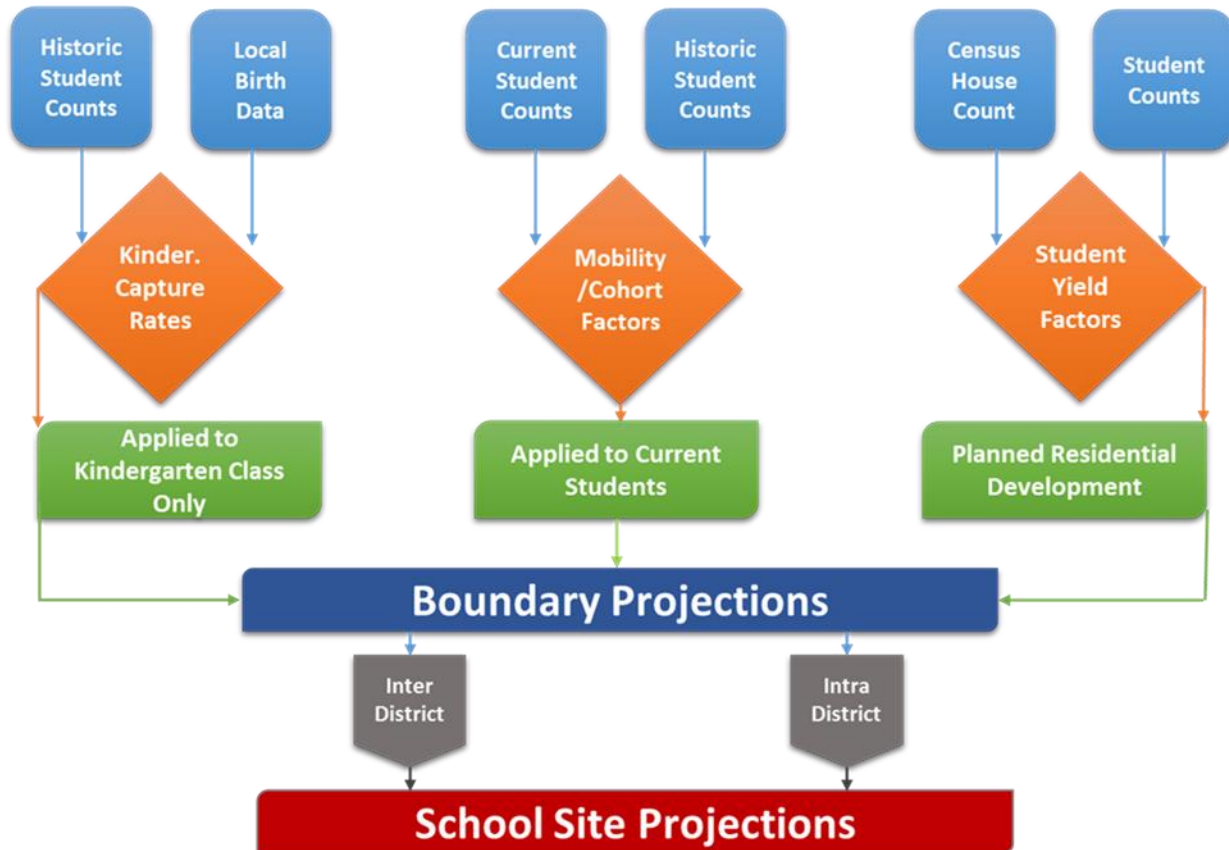 Historic
Student
Counts
Local
Birth
Data
Current
Student
Counts
Historic
Student
Counts
Census
House
Count
Student
Counts
Kinder.
Capture
Rates
Mobility
/Cohort
Factors
Student
Yield
Factors
Applied to
Kindergarten Class
Only
Applied to Current
Students
Planned Residential
Development
Boundary Projections
Inter
District
Intra
District
School Site Projections